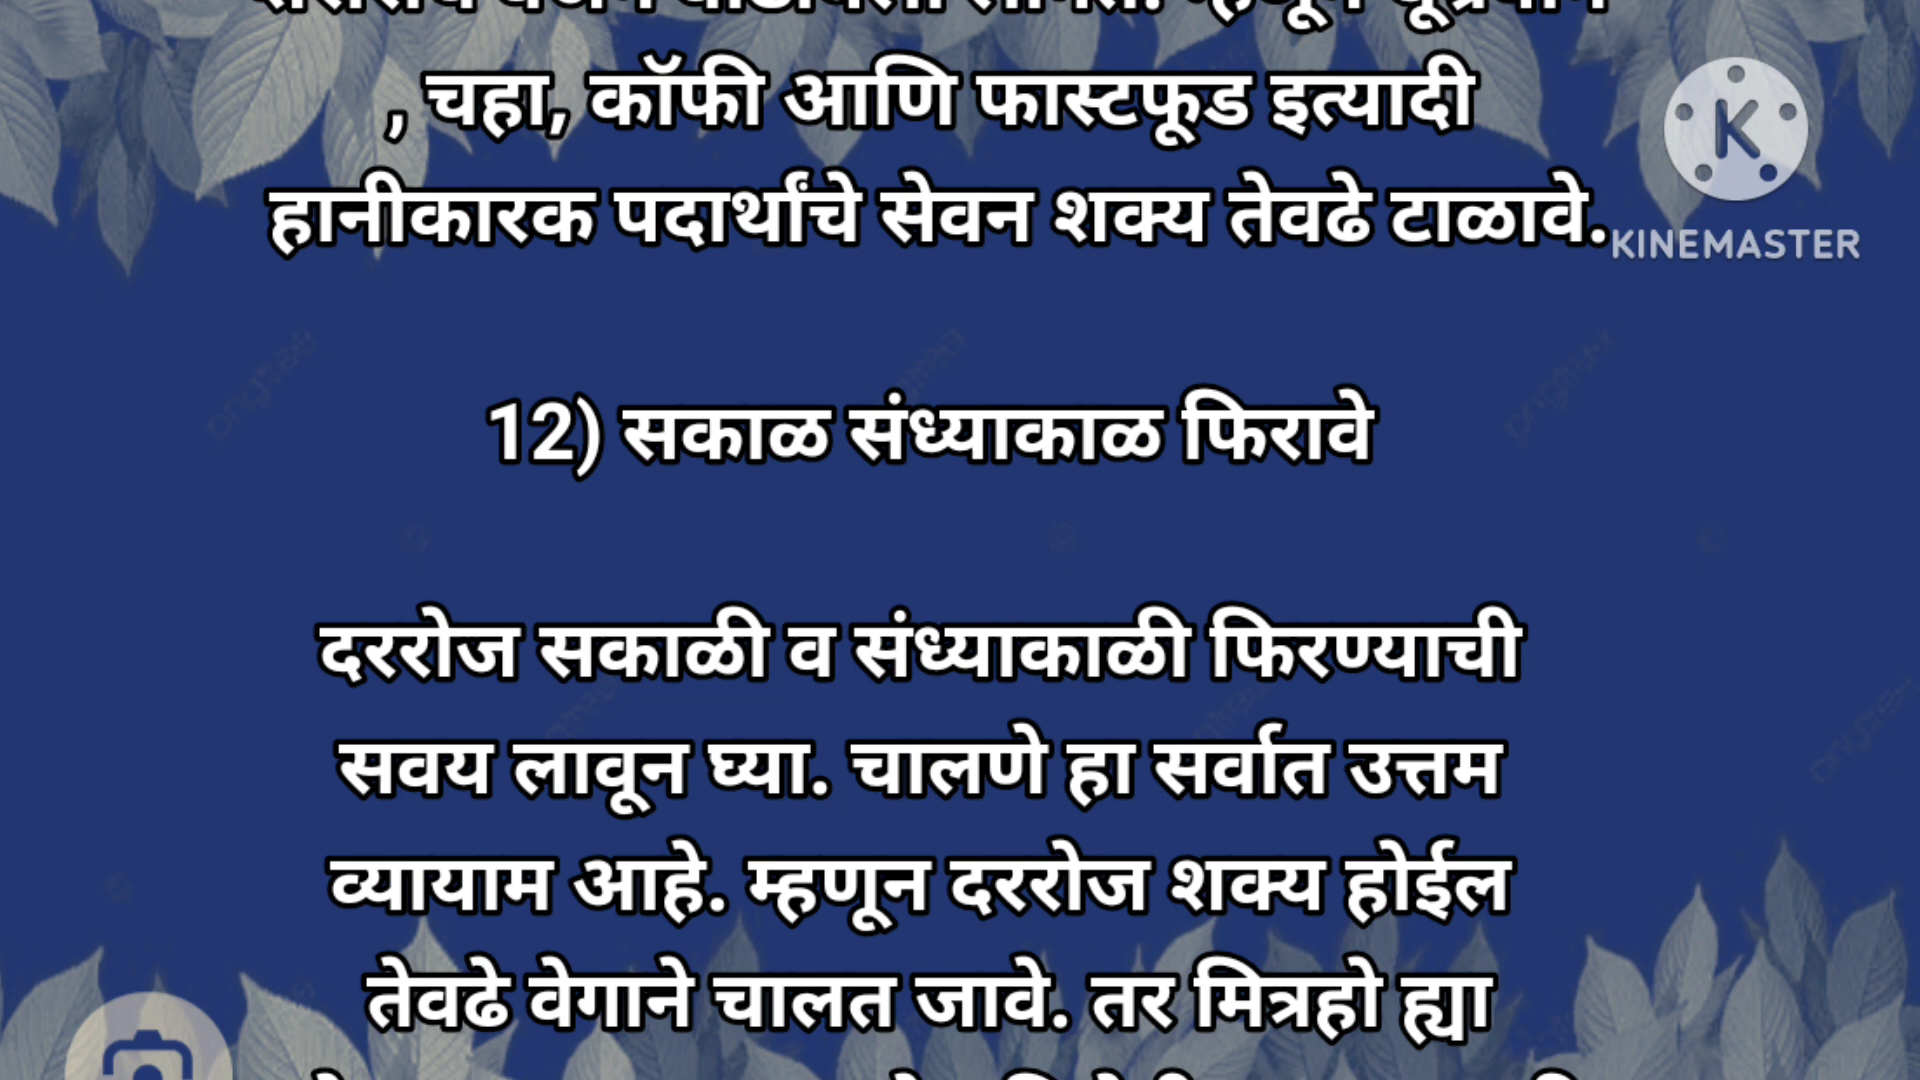 , चहा, कॉफी आणि फास्टफूड इत्यादी
हानीकारक पदार्थांचे सेवन शक्य तेवढे टाळावे.
KINEMASTER
12) सकाळ संध्याकाळ फिरावे
दररोज सकाळी व संध्याकाळी फिरण्याची
सवय लावून घ्या. चालणे हा सर्वात उत्तम
व्यायाम आहे. म्हणून दररोज शक्य होईल
तेवढे वेगाने चालत जावे. तर मित्रहो ह्या